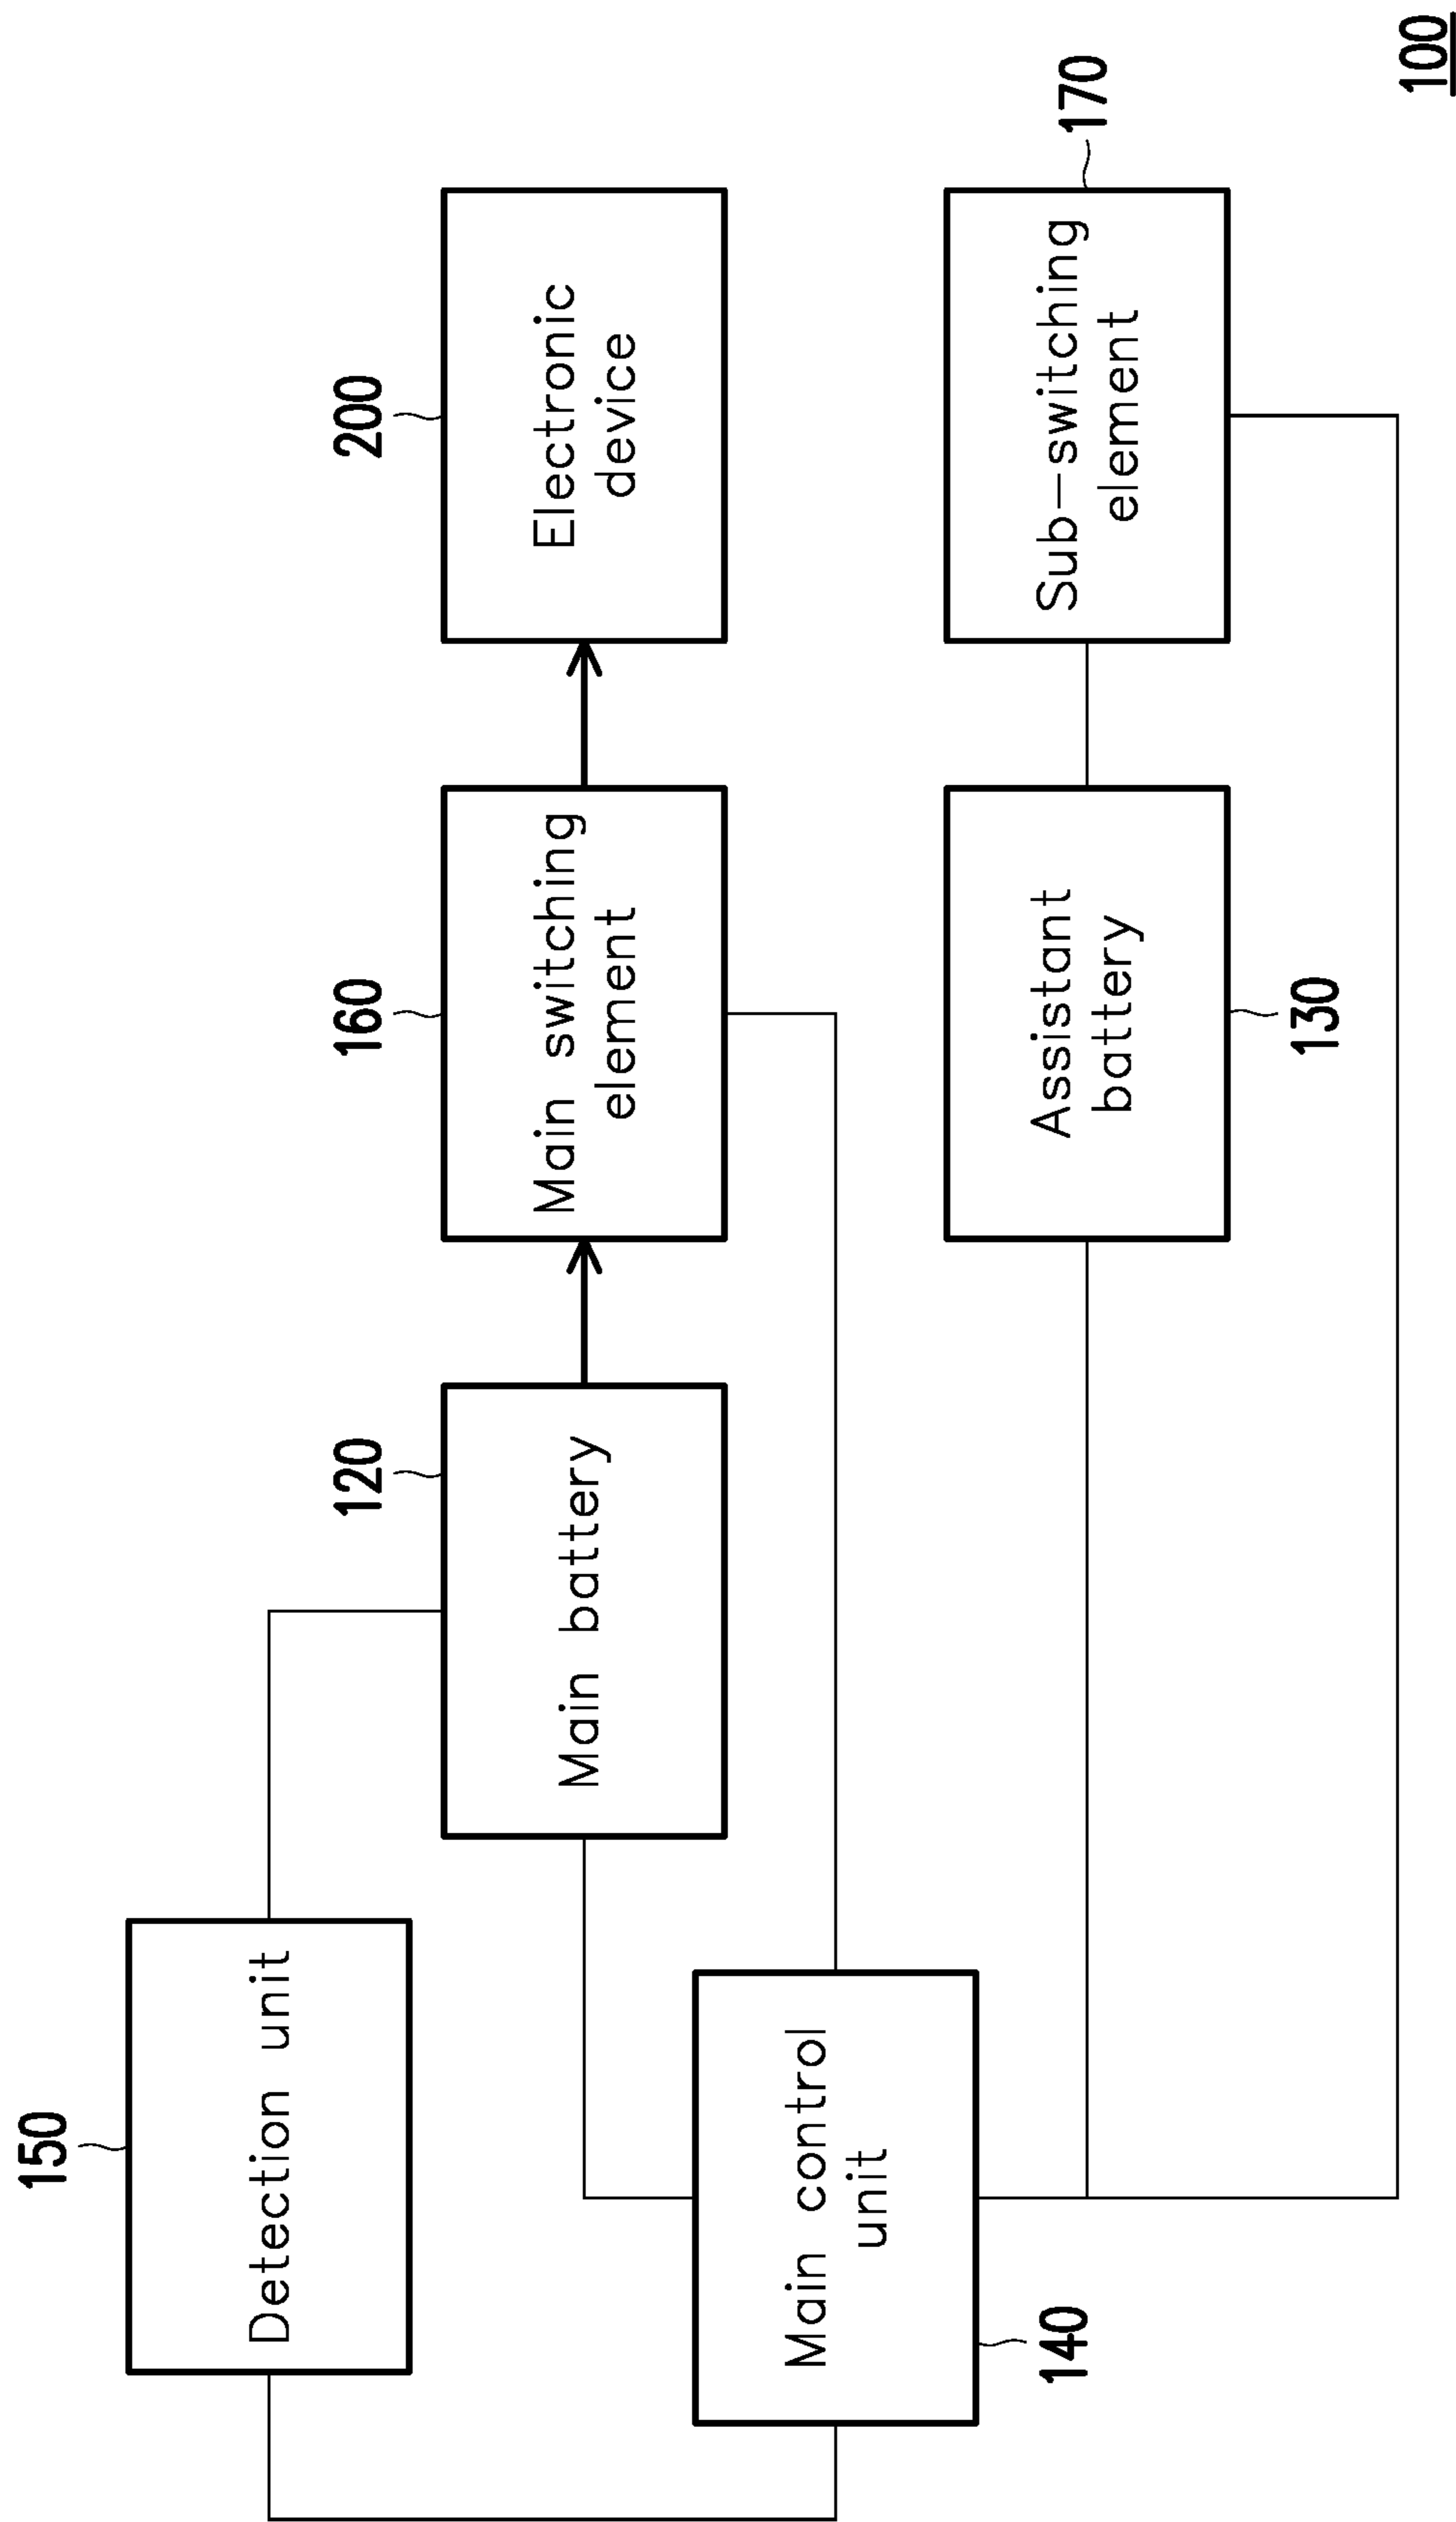 150
Detection unit
120
Main battery
160
Main switching
element
200
Electronic
device
Main control
unit
140
Assistant
battery
130
Sub-switching
element
170
100